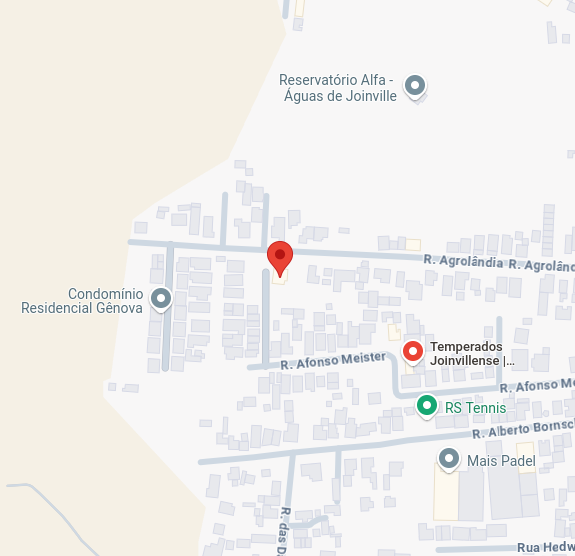 Reservatório Alfa -
Águas de Joinville
R. Agrolândia
R. Agrolând
Condomínio
Residencial Gênova
Temperados
Joinvillense |...
R. Afonso Meister
R. Afonso Me
RS Tennis
R. Alberto Bornsc
Mais Padel
R. das D
Rua Hedw